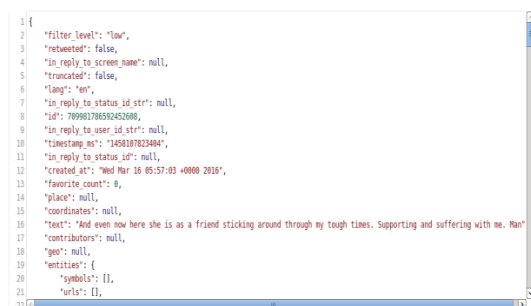 1 {
2 "filter_level": "low",
3 "retweeted": false,
4 "in_reply_to_screen_name": null,
5 "truncated": false,
6 "lang": "en",
7 "in_reply_to_status_id_str": null,
8 "id": 709981786592452608,
9 "in_reply_to_user_id_str": null,
10 "timestamp_ms": "1458107823404",
11 "in_reply_to_status_id": null,
12 "created_at": "Wed Mar 16 05:57:03 +0000 2016",
13 "favorite_count": 0,
14 "place": null,
15 "coordinates": null,
16 "text": "And even now here she is as a friend sticking around through my tough times. Supporting and suffering with me. Man"
17 "contributors": null,
18 "geo": null,
19 "entities": {
20 "symbols": [],
21 "urls": [],
22